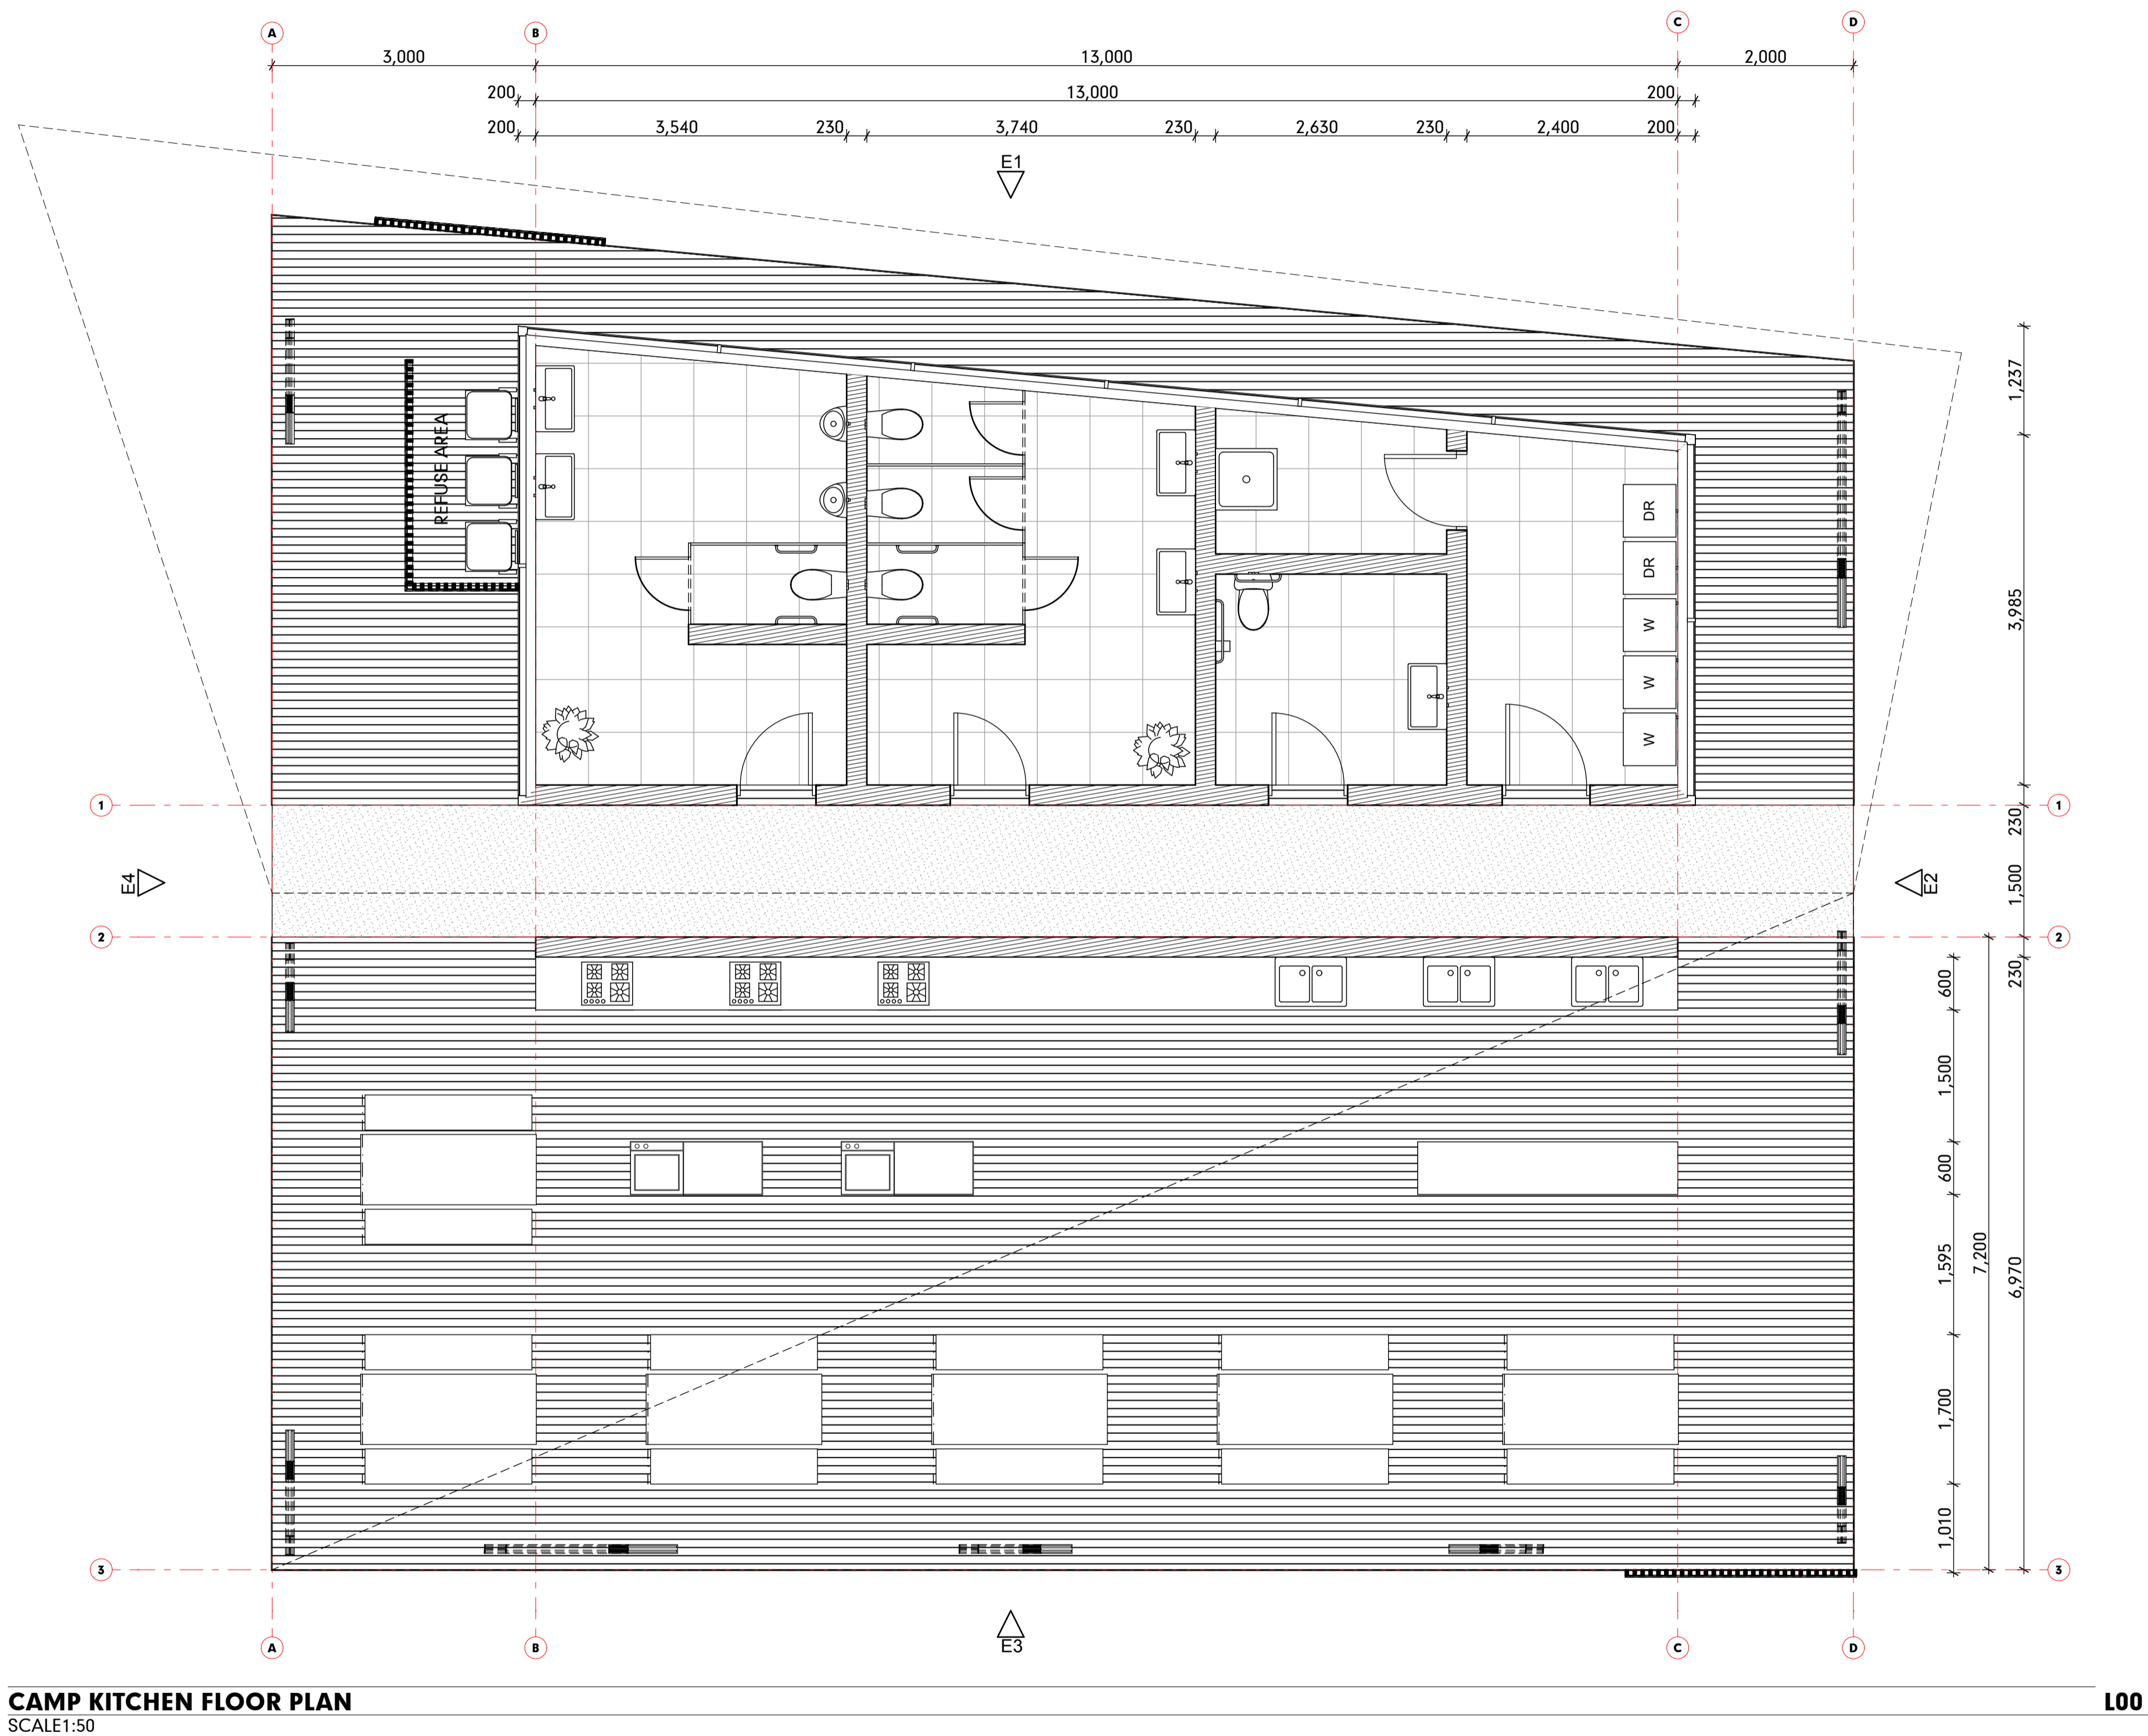 A B C D
3,000 13,000 2,000
200 13,000 200
200 3,540 230 3,740 230 2,630 230 2,400 200
E1
1,237
REFUSE AREA
DR
DR
W
W
W
3,985
1 1
230
E4 E2
1,500
2 2
230
600
1,500
600
1,595
7,200
6,970
1,700
1,010
3 3
E3
A B C D
CAMP KITCHEN FLOOR PLAN L00
SCALE1:50